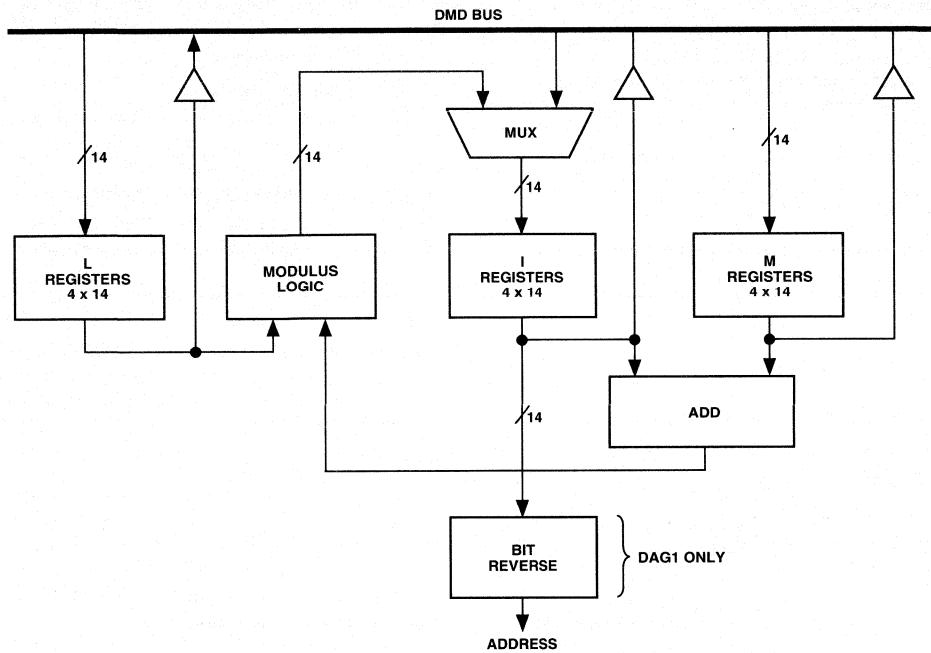 DMD BUS
MUX
14
14
14
14
L
REGISTERS
4 x 14
MODULUS
LOGIC
I
REGISTERS
4 x 14
M
REGISTERS
4 x 14
14
ADD
BIT
REVERSE
DAG1 ONLY
ADDRESS